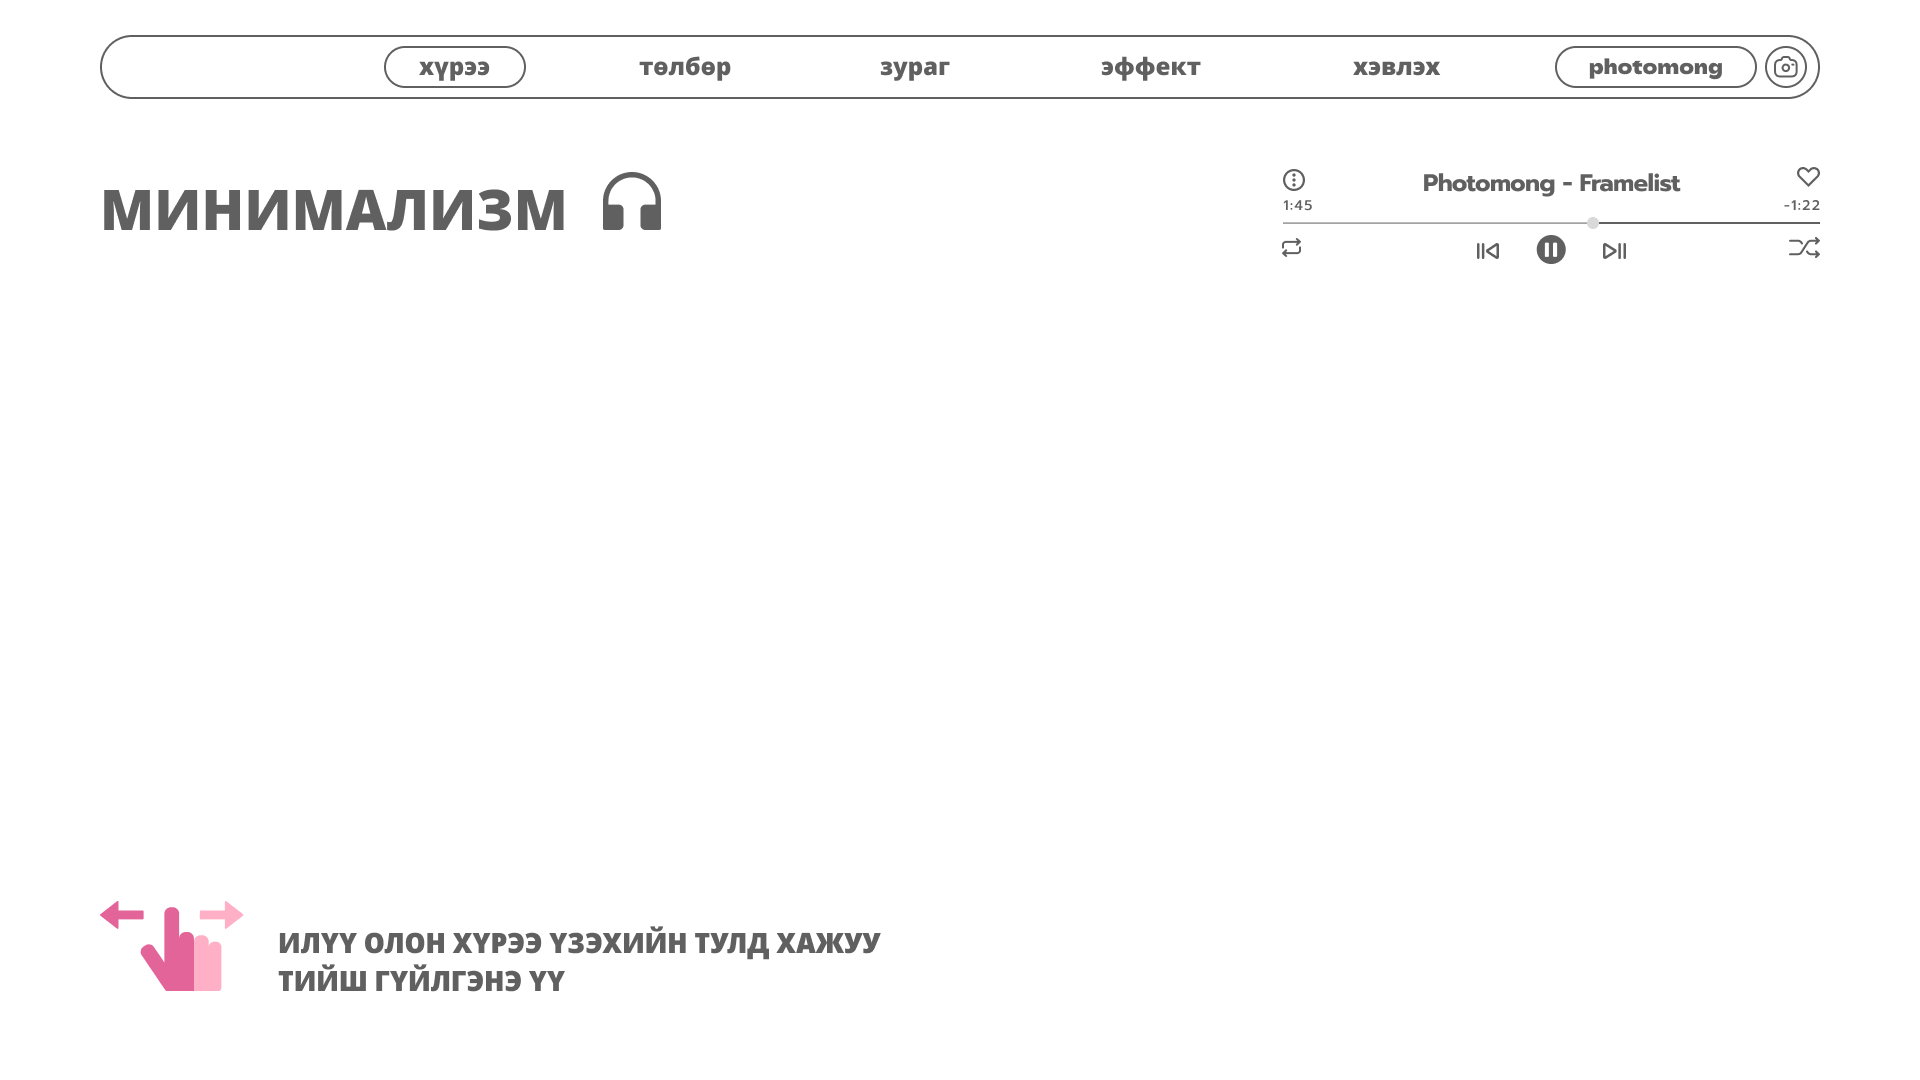 хүрээ төлбөр зураг эффект хэвлэх photomong
МИНИМАЛИЗМ
Photomong - Framelist
1:45 -1:22
ИЛҮҮ ОЛОН ХҮРЭЭ ҮЗЭХИЙН ТУЛД ХАЖУУ
ТИЙШ ГҮЙЛГЭНЭ ҮҮ